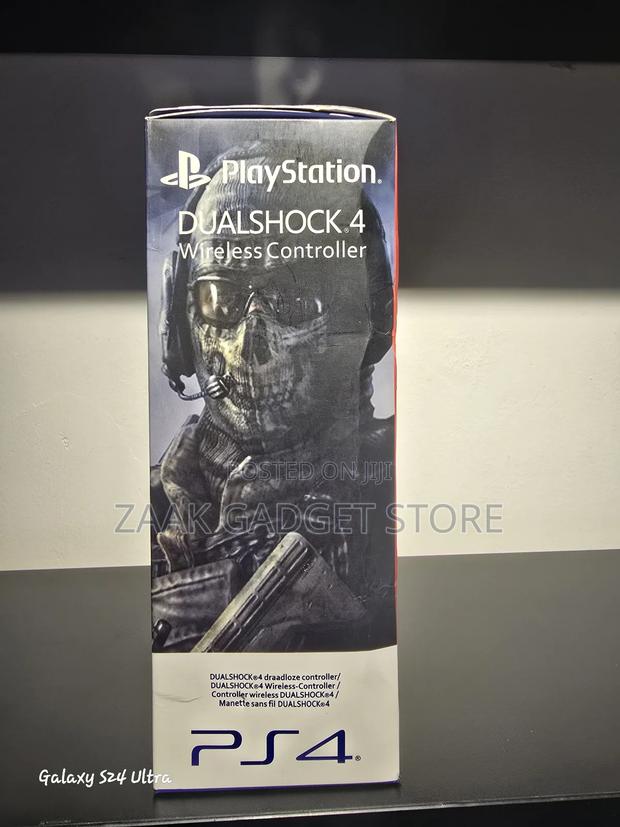 PlayStation®
DUALSHOCK®4
Wireless Controller
POSTED ON JIJI
ZAAK GADGET STORE
DUALSHOCK®4 draadloze controller/
DUALSHOCK®4 Wireless-Controller /
Controller wireless DUALSHOCK®4 /
Manette sans fil DUALSHOCK®4
PS4®
Galaxy S24 Ultra